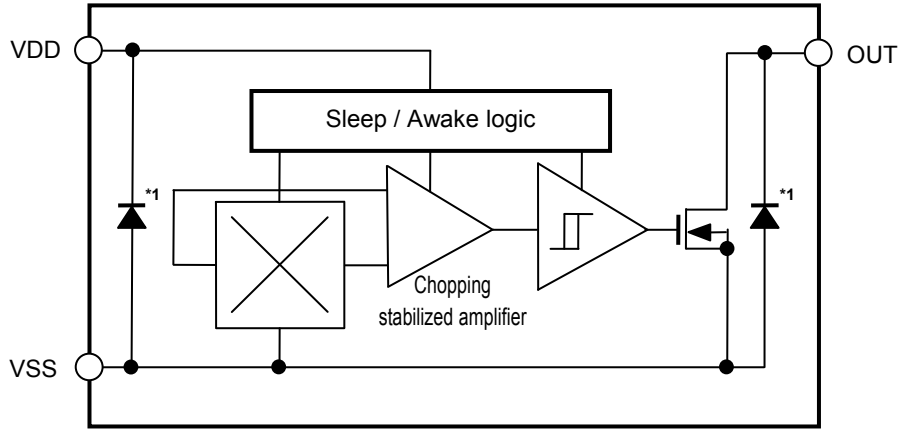 VDD
OUT
Sleep / Awake logic
*1
*1
Chopping
stabilized amplifier
VSS